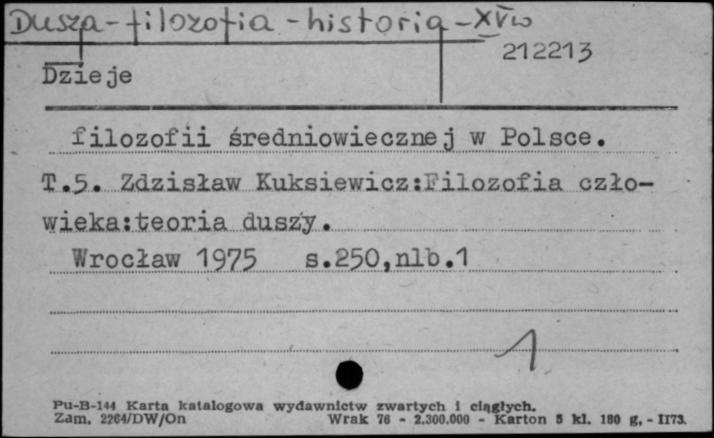 Dusza - filozofia - historia - XVw
212213
Dzieje
filozofii średniowiecznej w Polsce.
T.5. Zdzisław Kuksiewicz:Filozofia czło-
wieka:teoria duszy.
Wrocław 1975 s.250,nlb.1
1
Pu-B-144 Karta katalogowa wydawnictw zwartych i ciągłych.
Zam. 2264/DW/On Wrak 76 - 2.300.000 - Karton 5 kl. 180 g. - II73.